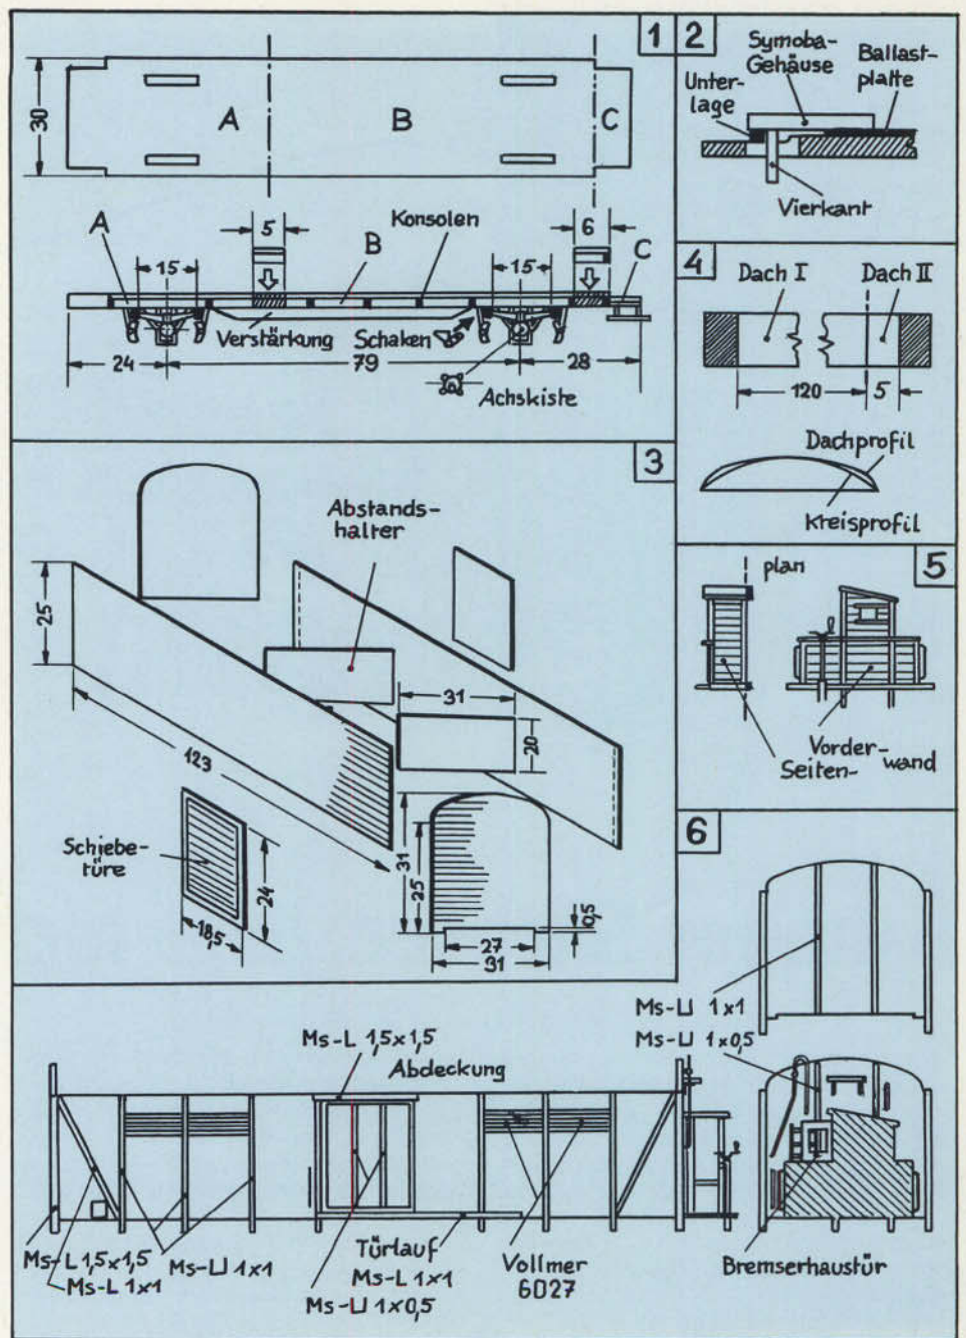 1
30
A
B
C
A
5
B
Konsolen
6
C
15
15
Verstärkung
Schaken
24
79
28
Achskiste
2
Symoba-
Gehäuse
Ballast-
platte
Unter-
lage
Vierkant
3
Abstands-
halter
25
123
31
20
Schiebe-
türe
24
18,5
31
25
0,5
27
31
4
Dach I
Dach II
120
5
Dachprofil
Kreisprofil
5
plan
Vorder-
Seiten-
wand
6
Ms-⊔ 1x1
Ms-⊔ 1x0,5
Bremserhaustür
Ms-L 1,5x1,5
Abdeckung
Ms-L 1,5x1,5
Ms-L 1x1
Ms-⊔ 1x1
Türlauf
Ms-L 1x1
Ms-⊔ 1x0,5
Vollmer
6027